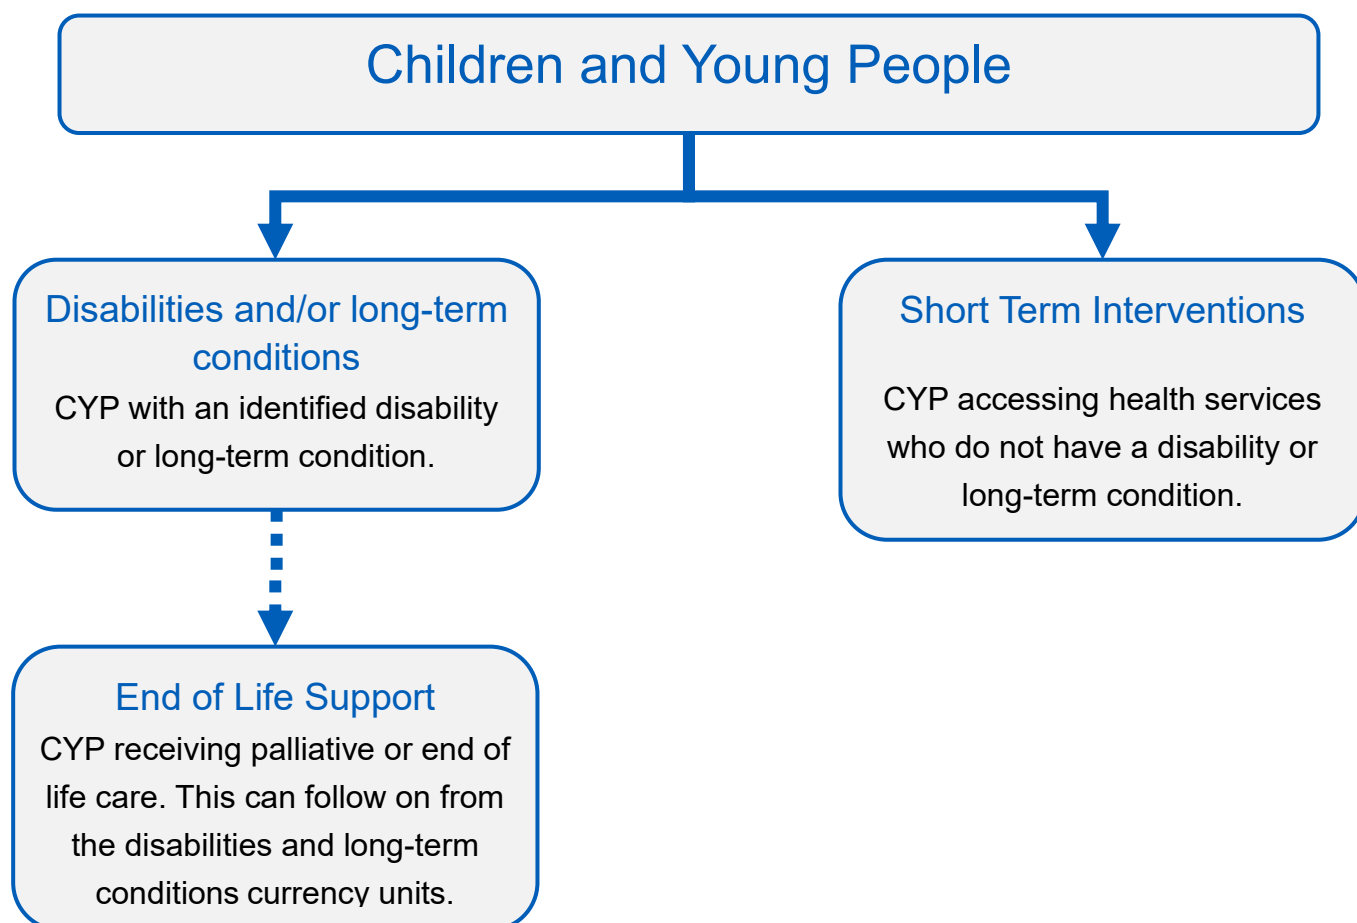 Children and Young People
Disabilities and/or long-term
conditions
CYP with an identified disability
or long-term condition.
Short Term Interventions
CYP accessing health services
who do not have a disability or
long-term condition.
End of Life Support
CYP receiving palliative or end of
life care. This can follow on from
the disabilities and long-term
conditions currency units.